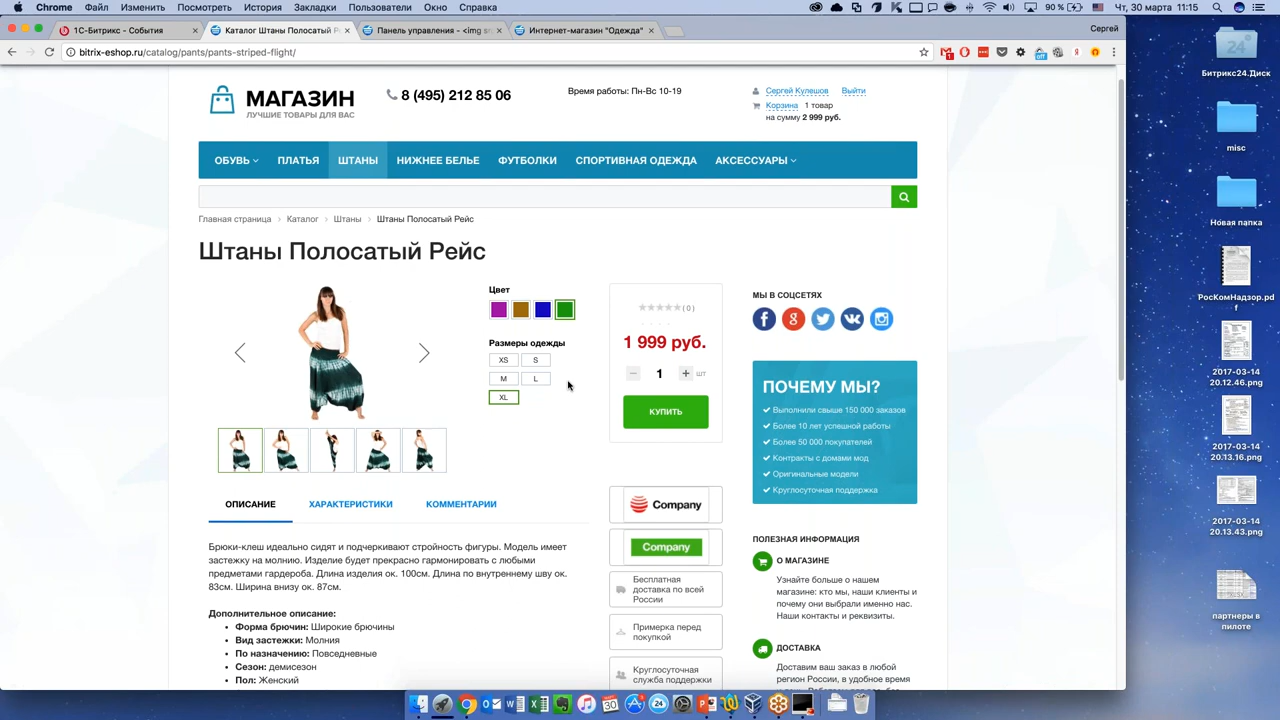 Chrome Файл Изменить Посмотреть История Закладки Пользователи Окно Справка
90 % Чт, 30 марта 11:15
1С-Битрикс - События
Каталог Штаны Полосатый Р
Панель управления - <img s
Интернет-магазин "Одежда"
Сергей
bitrix-eshop.ru/catalog/pants/pants-striped-flight/
МАГАЗИН
ЛУЧШИЕ ТОВАРЫ ДЛЯ ВАС
8 (495) 212 85 06
Время работы: Пн-Вс 10-19
Сергей Кулешов Выйти
Корзина 1 товар
на сумму 2 999 руб.
ОБУВЬ ПЛАТЬЯ ШТАНЫ НИЖНЕЕ БЕЛЬЕ ФУТБОЛКИ СПОРТИВНАЯ ОДЕЖДА АКСЕССУАРЫ
Главная страница > Каталог > Штаны > Штаны Полосатый Рейс
Штаны Полосатый Рейс
Цвет
Размеры одежды
XS S
M L
XL
( 0 )
1 999 руб.
1 шт
КУПИТЬ
ОПИСАНИЕ ХАРАКТЕРИСТИКИ КОММЕНТАРИИ
Брюки-клеш идеально сидят и подчеркивают стройность фигуры. Модель имеет
застежку на молнию. Изделие будет прекрасно гармонировать с любыми
предметами гардероба. Длина изделия ок. 100см. Длина по внутреннему шву ок.
83см. Ширина внизу ок. 87см.
Дополнительное описание:
• Форма брючин: Широкие брючины
• Вид застежки: Молния
• По назначению: Повседневные
• Сезон: демисезон
• Пол: Женский
Company
Company
Бесплатная
доставка по всей
России
Примерка перед
покупкой
Круглосуточная
служба поддержки
МЫ В СОЦСЕТЯХ
ПОЧЕМУ МЫ?
Выполнили свыше 150 000 заказов
Более 10 лет успешной работы
Более 50 000 покупателей
Контракты с домами мод
Оригинальные модели
Круглосуточная поддержка
ПОЛЕЗНАЯ ИНФОРМАЦИЯ
О МАГАЗИНЕ
Узнайте больше о нашем
магазине: кто мы, наши клиенты и
почему они выбрали именно нас.
Наши контакты и реквизиты.
ДОСТАВКА
Доставим ваш заказ в любой
регион России, в удобное время
24
Битрикс24.Диск
misc
Новая папка
РосКомНадзор.pd
f
2017-03-14
20.12.46.png
2017-03-14
20.13.16.png
2017-03-14
20.13.43.png
партнеры в
пилоте